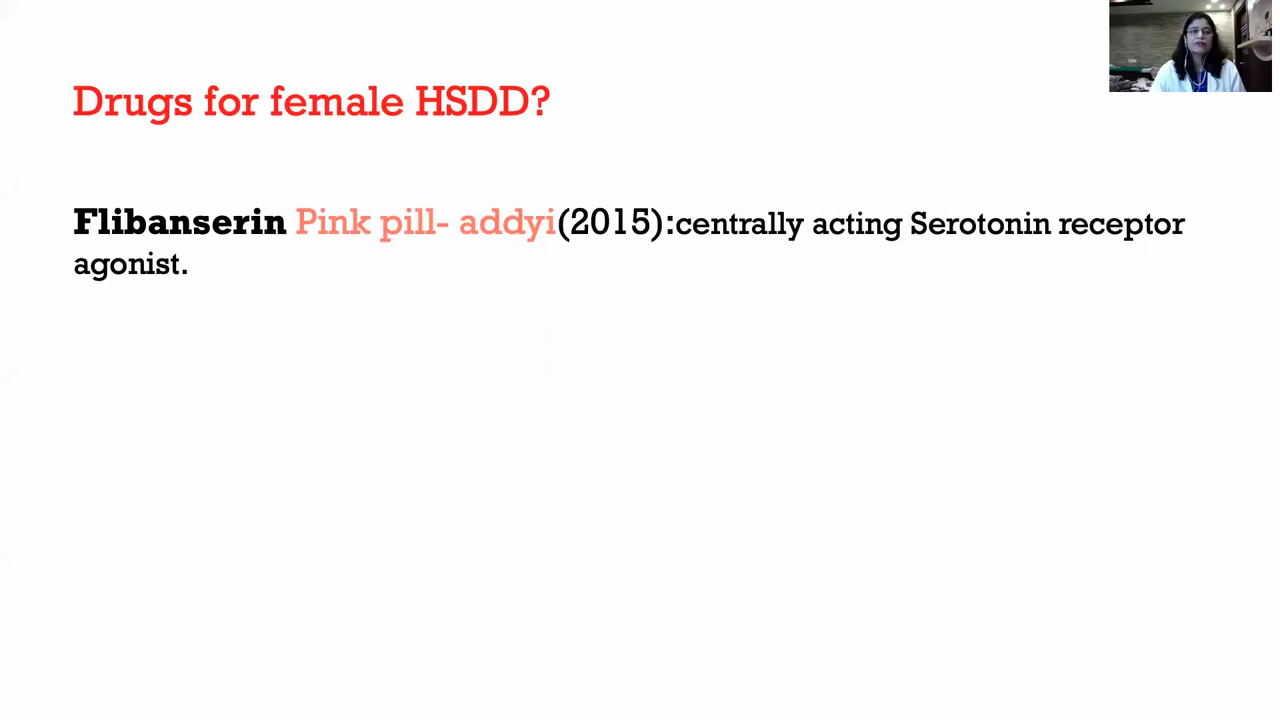 Drugs for female HSDD?
Flibanserin Pink pill- addyi(2015):centrally acting Serotonin receptor
agonist.